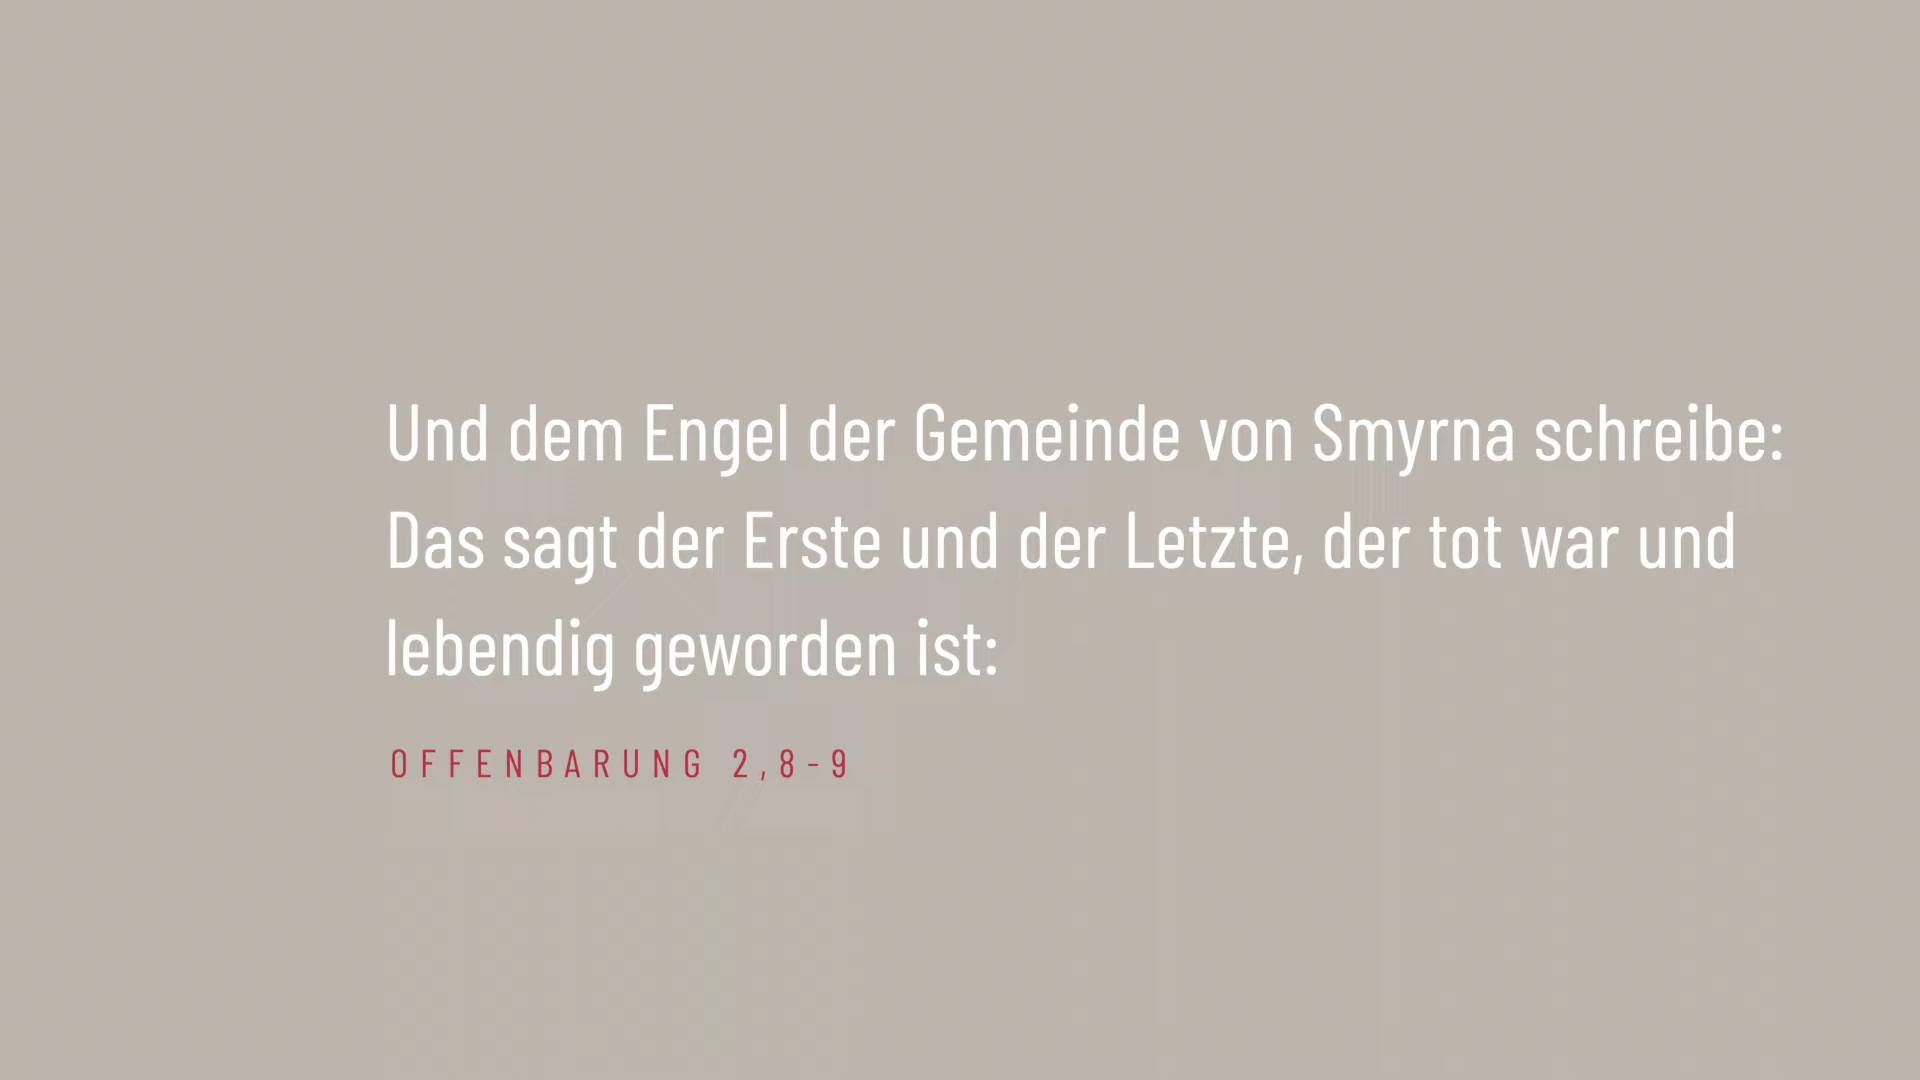 Und dem Engel der Gemeinde von Smyrna schreibe:
Das sagt der Erste und der Letzte, der tot war und
lebendig geworden ist:
OFFENBARUNG 2,8-9